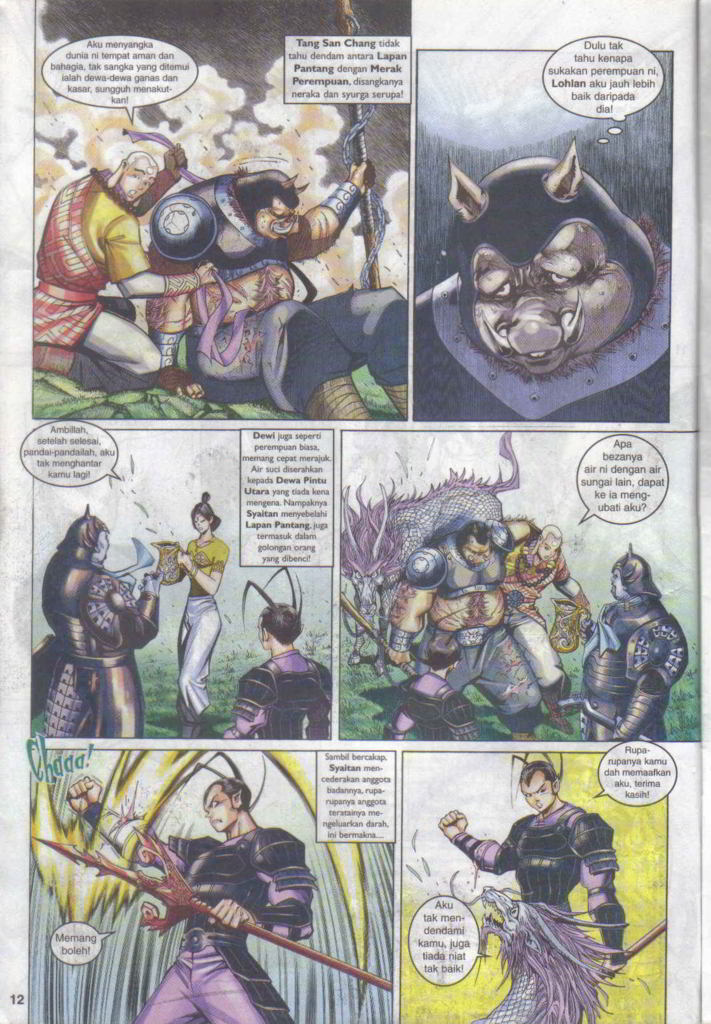 Aku menyangka
dunia ni tempat aman dan
bahagia, tak sangka yang ditemui
ialah dewa-dewa ganas dan
kasar, sungguh menakut-
kan!
Tang San Chang tidak
tahu dendam antara Lapan
Pantang dengan Merak
Perempuan, disangkanya
neraka dan syurga serupa!
Dulu tak
tahu kenapa
sukakan perempuan ni,
Lohlan aku jauh lebih
baik daripada
dia!
Ambillah,
setelah selesai,
pandai-pandailah, aku
tak menghantar
kamu lagi!
Dewi juga seperti
perempuan biasa,
memang cepat merajuk.
Air suci diserahkan
kepada Dewa Pintu
Utara yang tiada kena
mengena. Nampaknya
Syaitan menyebelahi
Lapan Pantang, juga
termasuk dalam
golongan orang
yang dibenci!
Apa
bezanya
air ni dengan air
sungai lain, dapat
ke ia meng-
ubati aku?
Chaaa!
Sambil bercakap,
Syaitan men-
cederakan anggota
badannya, rupa-
rupanya anggota
teratainya me-
ngeluarkan darah,
ini bermakna....
Memang
boleh!
Rupa-
rupanya kamu
dah memaafkan
aku, terima
kasih!
Aku
tak men-
dendami
kamu, juga
tiada niat
tak baik!
12